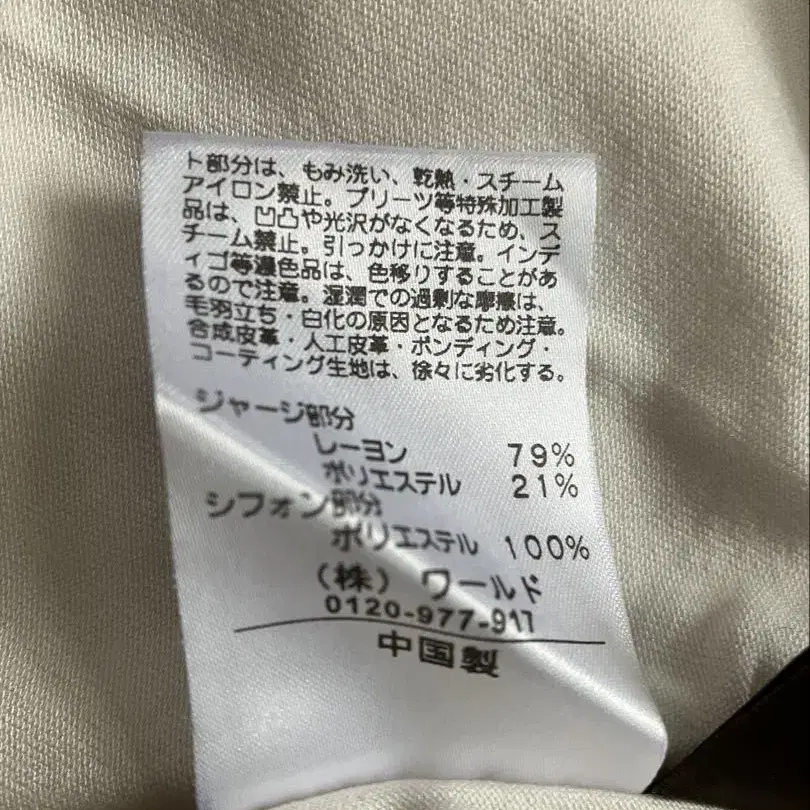 ト部分は、もみ洗い、乾熱・スチーム
アイロン禁止。プリーツ等特殊加工製
品は、凹凸や光沢がなくなるため、ス
チーム禁止。引っかけに注意。インデ
ィゴ等濃色品は、色移りすることがあ
るので注意。湿潤での過剰な摩擦は、
毛羽立ち・白化の原因となるため注意。
合成皮革・人工皮革・ボンディング・
コーティング生地は、徐々に劣化する。
ジャージ部分
レーヨン 79%
ポリエステル 21%
シフォン部分
ポリエステル 100%
(株) ワールド
0120-977-917
中国製